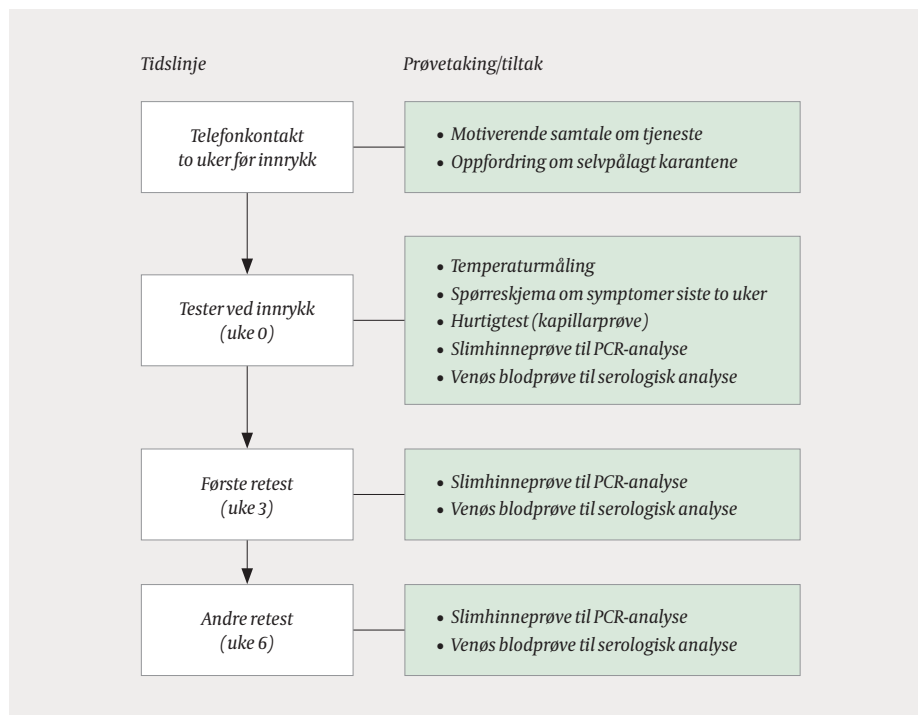 Tidslinje
Prøvetaking/tiltak
Telefonkontakt
to uker før innrykk
• Motiverende samtale om tjeneste
• Oppfordring om selvpålagt karantene
Tester ved innrykk
(uke 0)
• Temperaturmåling
• Spørreskjema om symptomer siste to uker
• Hurtigtest (kapillarprøve)
• Slimhinneprøve til PCR-analyse
• Venøs blodprøve til serologisk analyse
Første retest
(uke 3)
• Slimhinneprøve til PCR-analyse
• Venøs blodprøve til serologisk analyse
Andre retest
(uke 6)
• Slimhinneprøve til PCR-analyse
• Venøs blodprøve til serologisk analyse